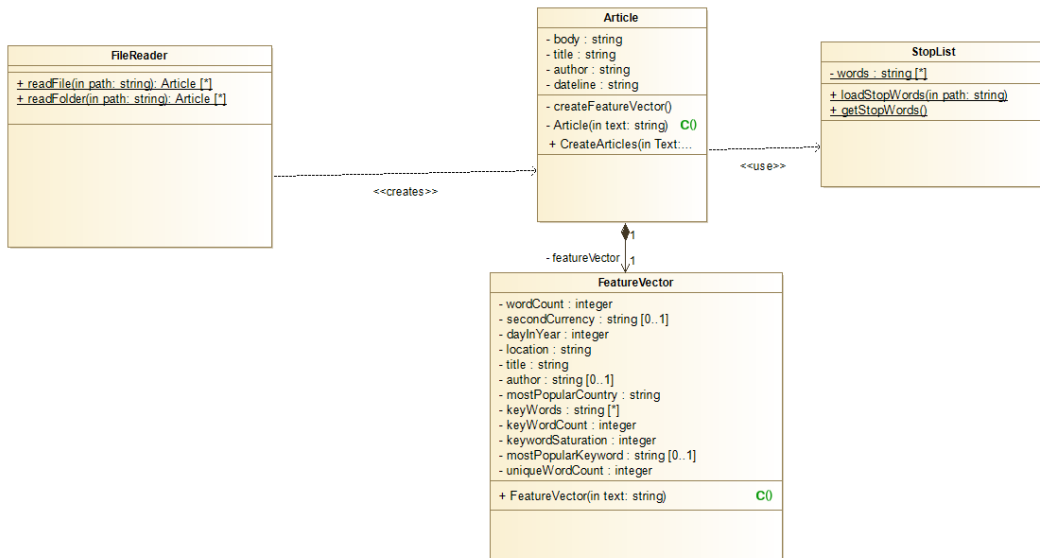 FileReader
+ readFile(in path: string): Article [*]
+ readFolder(in path: string): Article [*]
Article
- body : string
- title : string
- author : string
- dateline : string
- createFeatureVector()
- Article(in text: string) C()
+ CreateArticles(in Text:...
StopList
- words : string [*]
+ loadStopWords(in path: string)
+ getStopWords()
<<creates>>
<<use>>
1
- featureVector
1
FeatureVector
- wordCount : integer
- secondCurrency : string [0..1]
- dayInYear : integer
- location : string
- title : string
- author : string [0..1]
- mostPopularCountry : string
- keyWords : string [*]
- keyWordCount : integer
- keywordSaturation : integer
- mostPopularKeyword : string [0..1]
- uniqueWordCount : integer
+ FeatureVector(in text: string) C()